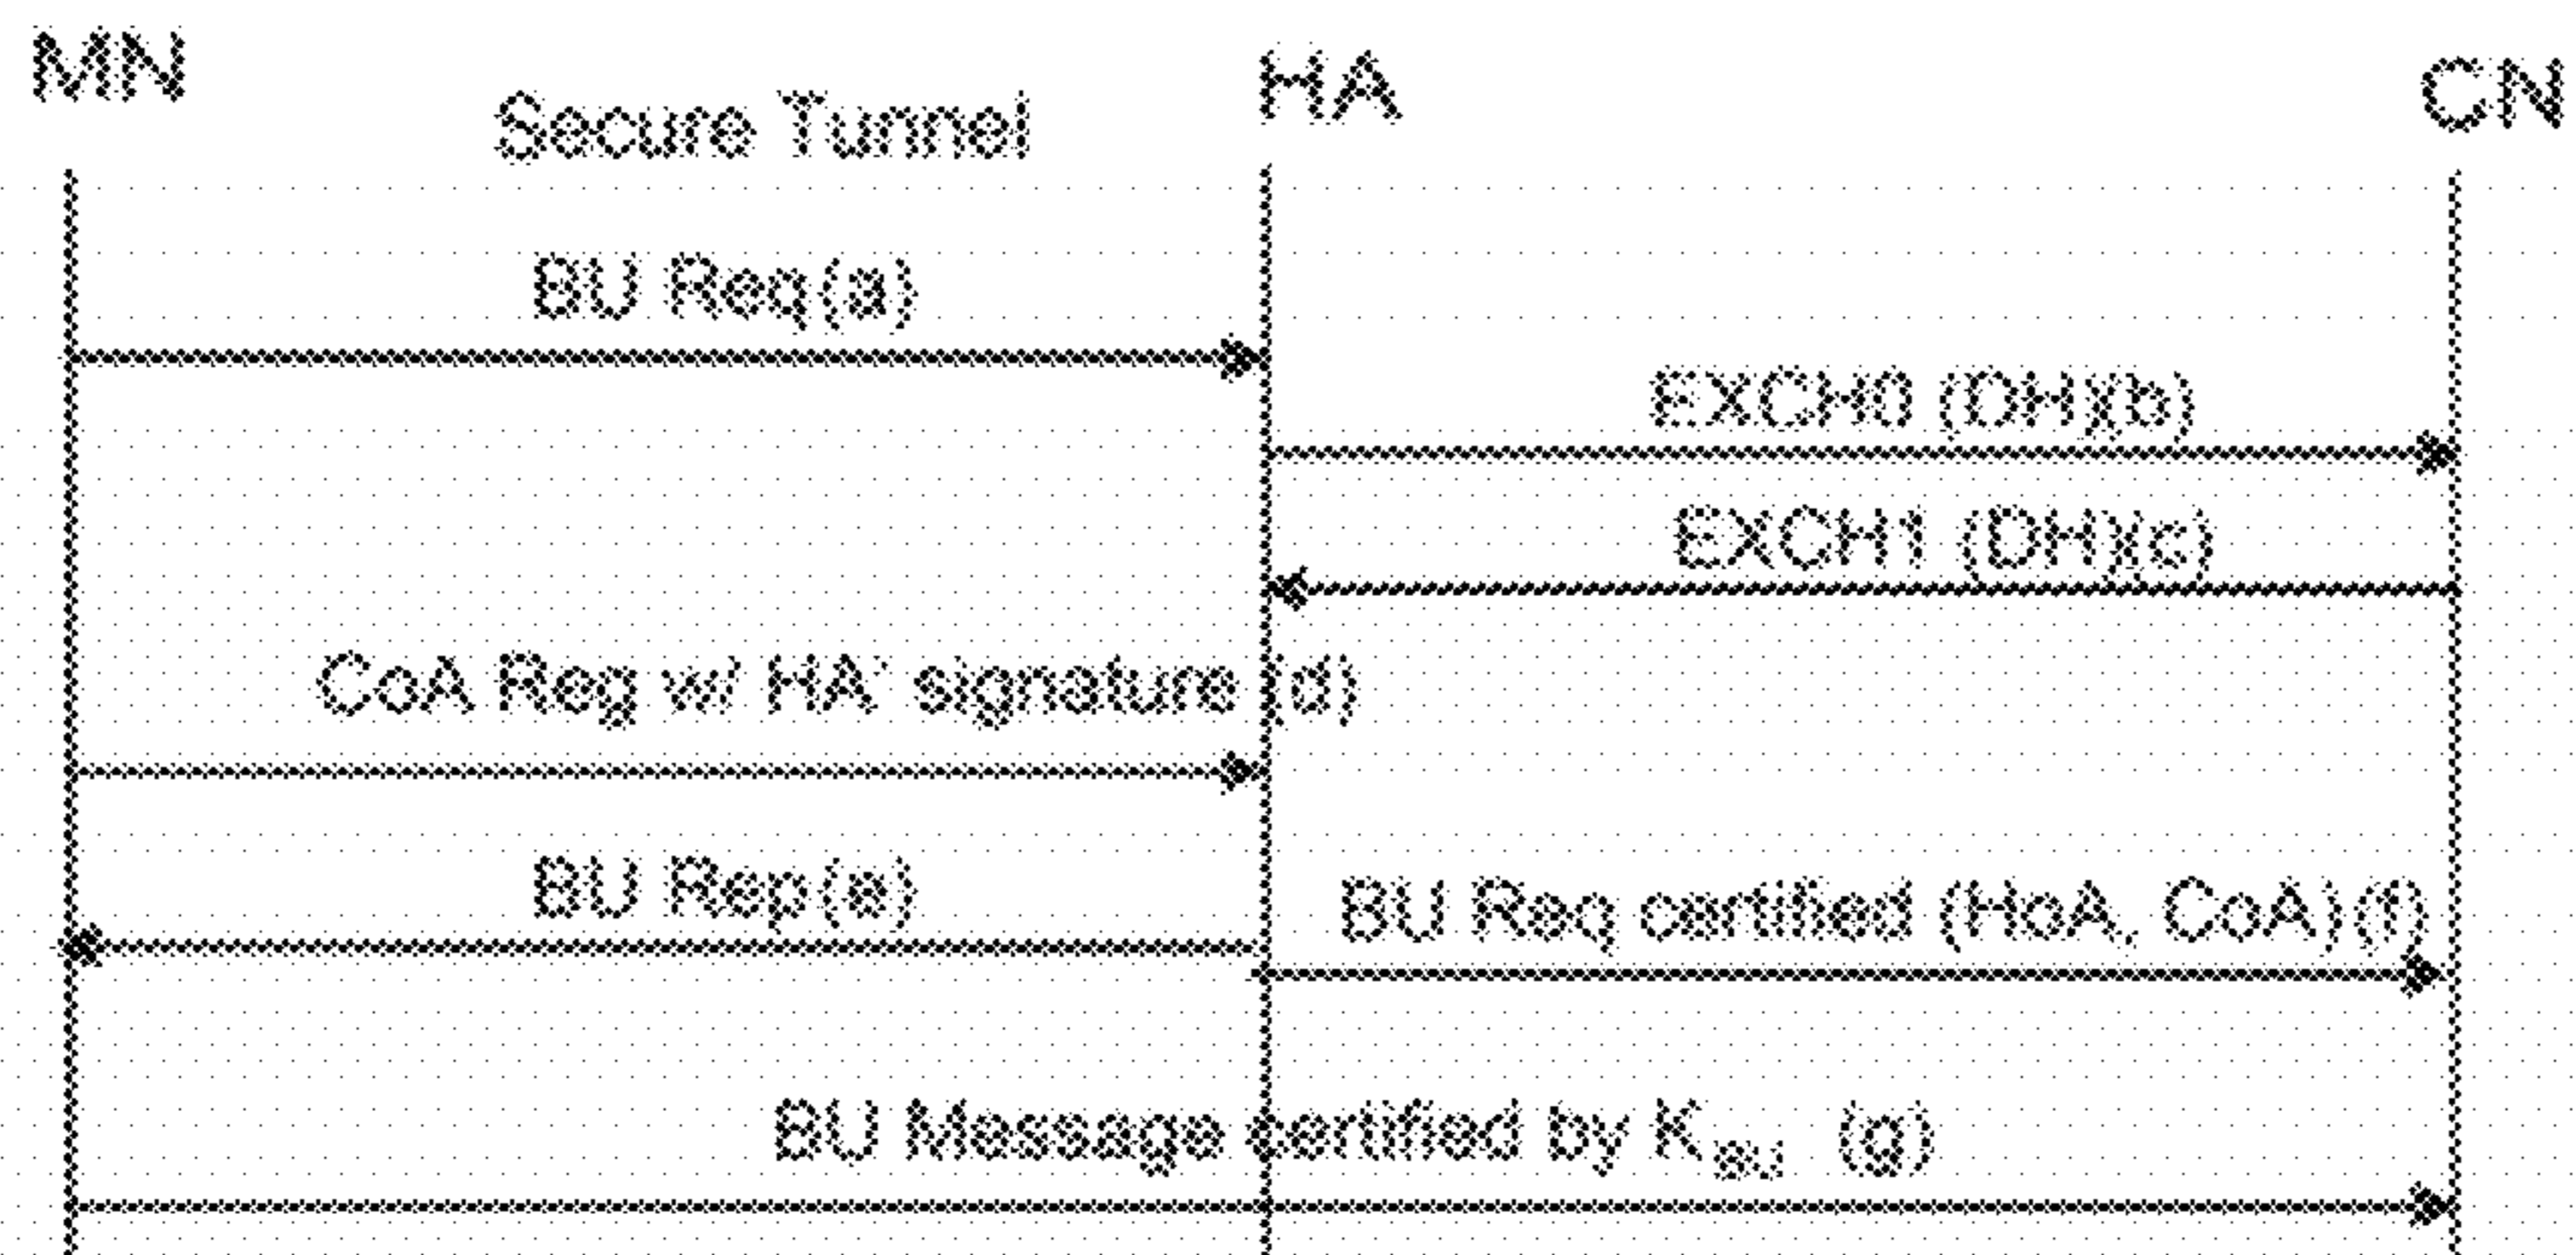 MN
HA
CN
Secure Tunnel
BU Req(a)
EXCH0 (DH)(b)
EXCH1 (DH)(c)
CoA Reg w/ HA' signature (d)
BU Rep(e)
BU Req certified (HoA, CoA)(f)
BU Message certified by K BU (g)